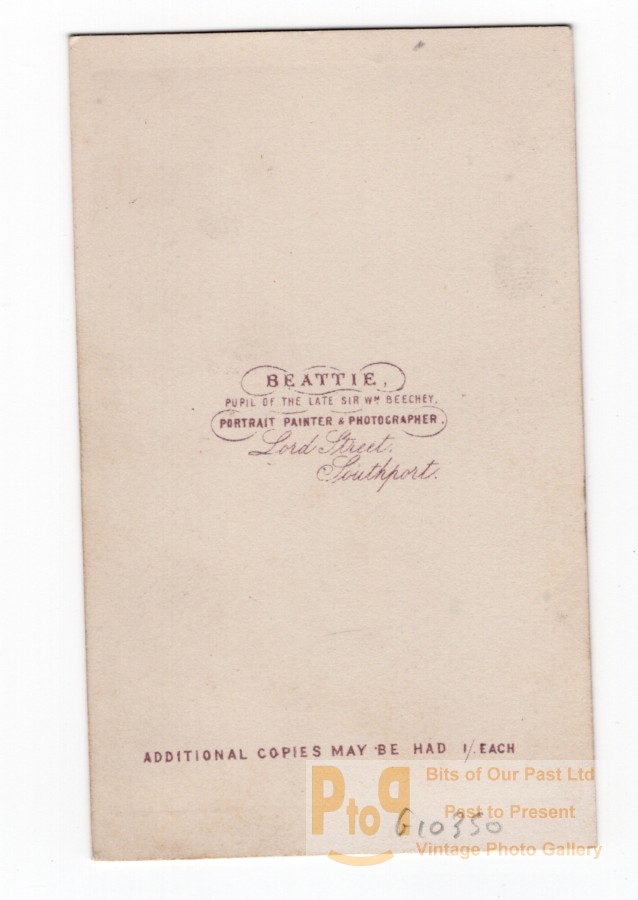 BEATTIE,
PUPIL OF THE LATE SIR Wᴹ BEECHEY.
PORTRAIT PAINTER & PHOTOGRAPHER.
Lord Street.
Southport.
ADDITIONAL COPIES MAY BE HAD 1/. EACH
PtoP
Bits of Our Past Ltd
Past to Present
Vintage Photo Gallery
G10350